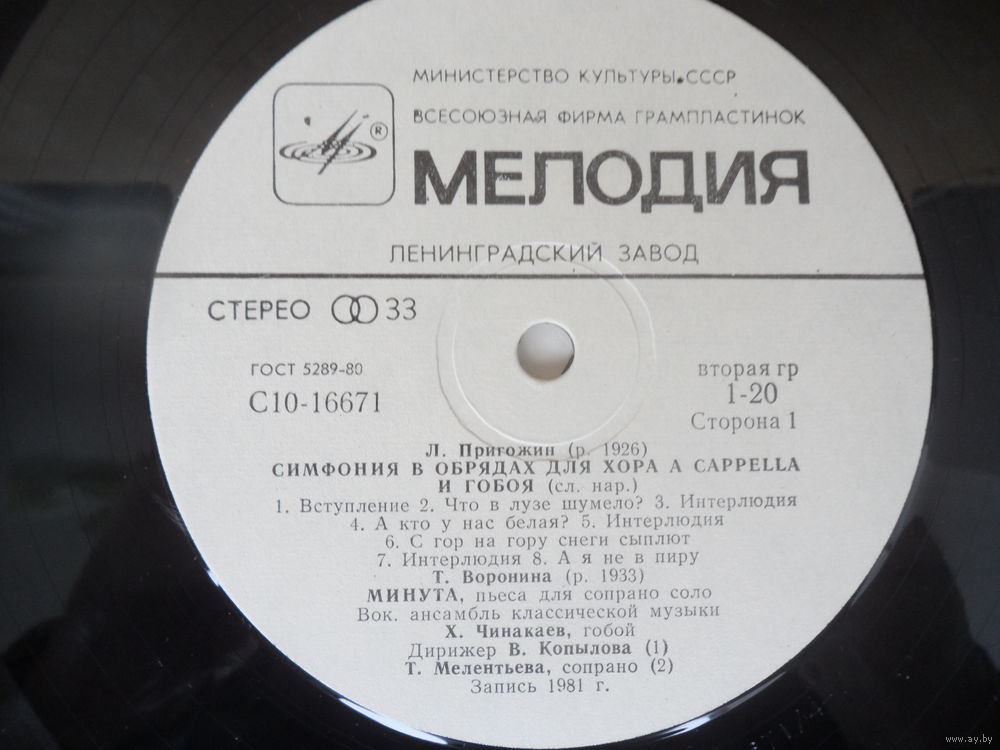 МИНИСТЕРСТВО КУЛЬТУРЫ СССР
ВСЕСОЮЗНАЯ ФИРМА ГРАМПЛАСТИНОК
®
МЕЛОДИЯ
ЛЕНИНГРАДСКИЙ ЗАВОД
СТЕРЕО 33
ГОСТ 5289-80
С10-16671
вторая гр
1-20
Сторона 1
Л. Пригожин (р. 1926)
СИМФОНИЯ В ОБРЯДАХ ДЛЯ ХОРА A CAPPELLA
И ГОБОЯ (сл. нар.)
1. Вступление 2. Что в лузе шумело? 3. Интерлюдия
4. А кто у нас белая? 5. Интерлюдия
6. С гор на гору снеги сыплют
7. Интерлюдия 8. А я не в пиру
Т. Воронина (р. 1933)
МИНУТА, пьеса для сопрано соло
Вок. ансамбль классической музыки
Х. Чинакаев, гобой
Дирижер В. Копылова (1)
Т. Мелентьева, сопрано (2)
Запись 1981 г.
www.ay.by